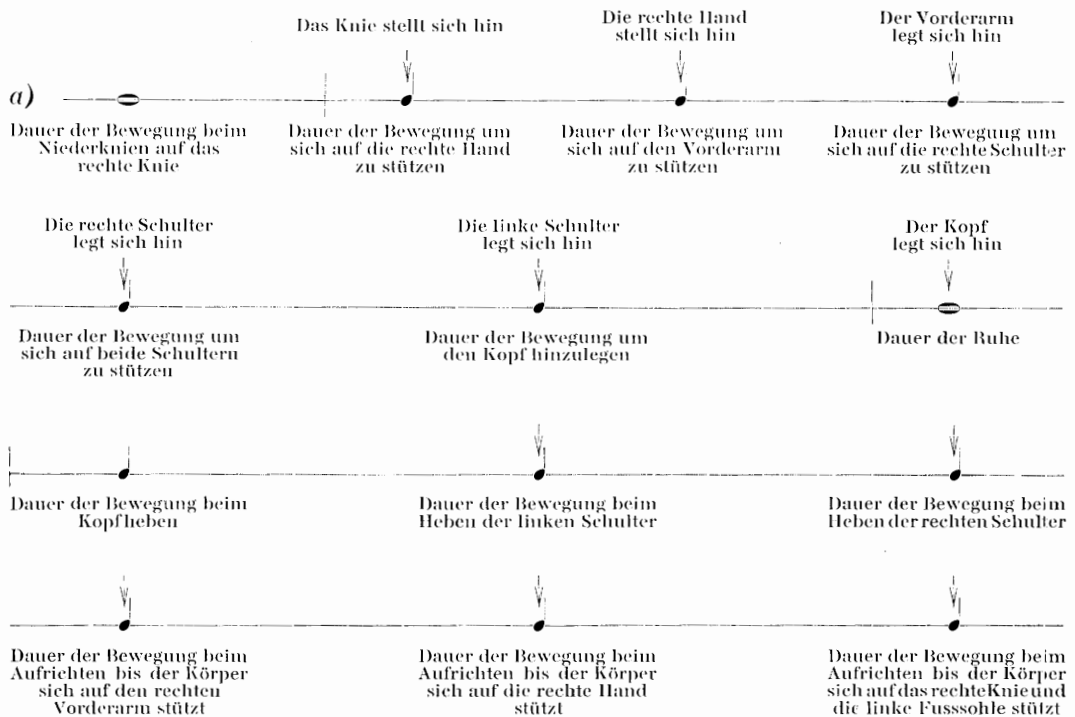 Das Knie stellt sich hin
Die rechte Hand
stellt sich hin
Der Vorderarm
legt sich hin
a)
Dauer der Bewegung beim
Niederknien auf das
rechte Knie
Dauer der Bewegung um
sich auf die rechte Hand
zu stützen
Dauer der Bewegung um
sich auf den Vorderarm
zu stützen
Dauer der Bewegung um
sich auf die rechte Schulter
zu stützen
Die rechte Schulter
legt sich hin
Die linke Schulter
legt sich hin
Der Kopf
legt sich hin
Dauer der Bewegung um
sich auf beide Schultern
zu stützen
Dauer der Bewegung um
den Kopf hinzulegen
Dauer der Ruhe
Dauer der Bewegung beim
Kopfheben
Dauer der Bewegung beim
Heben der linken Schulter
Dauer der Bewegung beim
Heben der rechten Schulter
Dauer der Bewegung beim
Aufrichten bis der Körper
sich auf den rechten
Vorderarm stützt
Dauer der Bewegung beim
Aufrichten bis der Körper
sich auf die rechte Hand
stützt
Dauer der Bewegung beim
Aufrichten bis der Körper
sich auf das rechte Knie und
die linke Fusssohle stützt